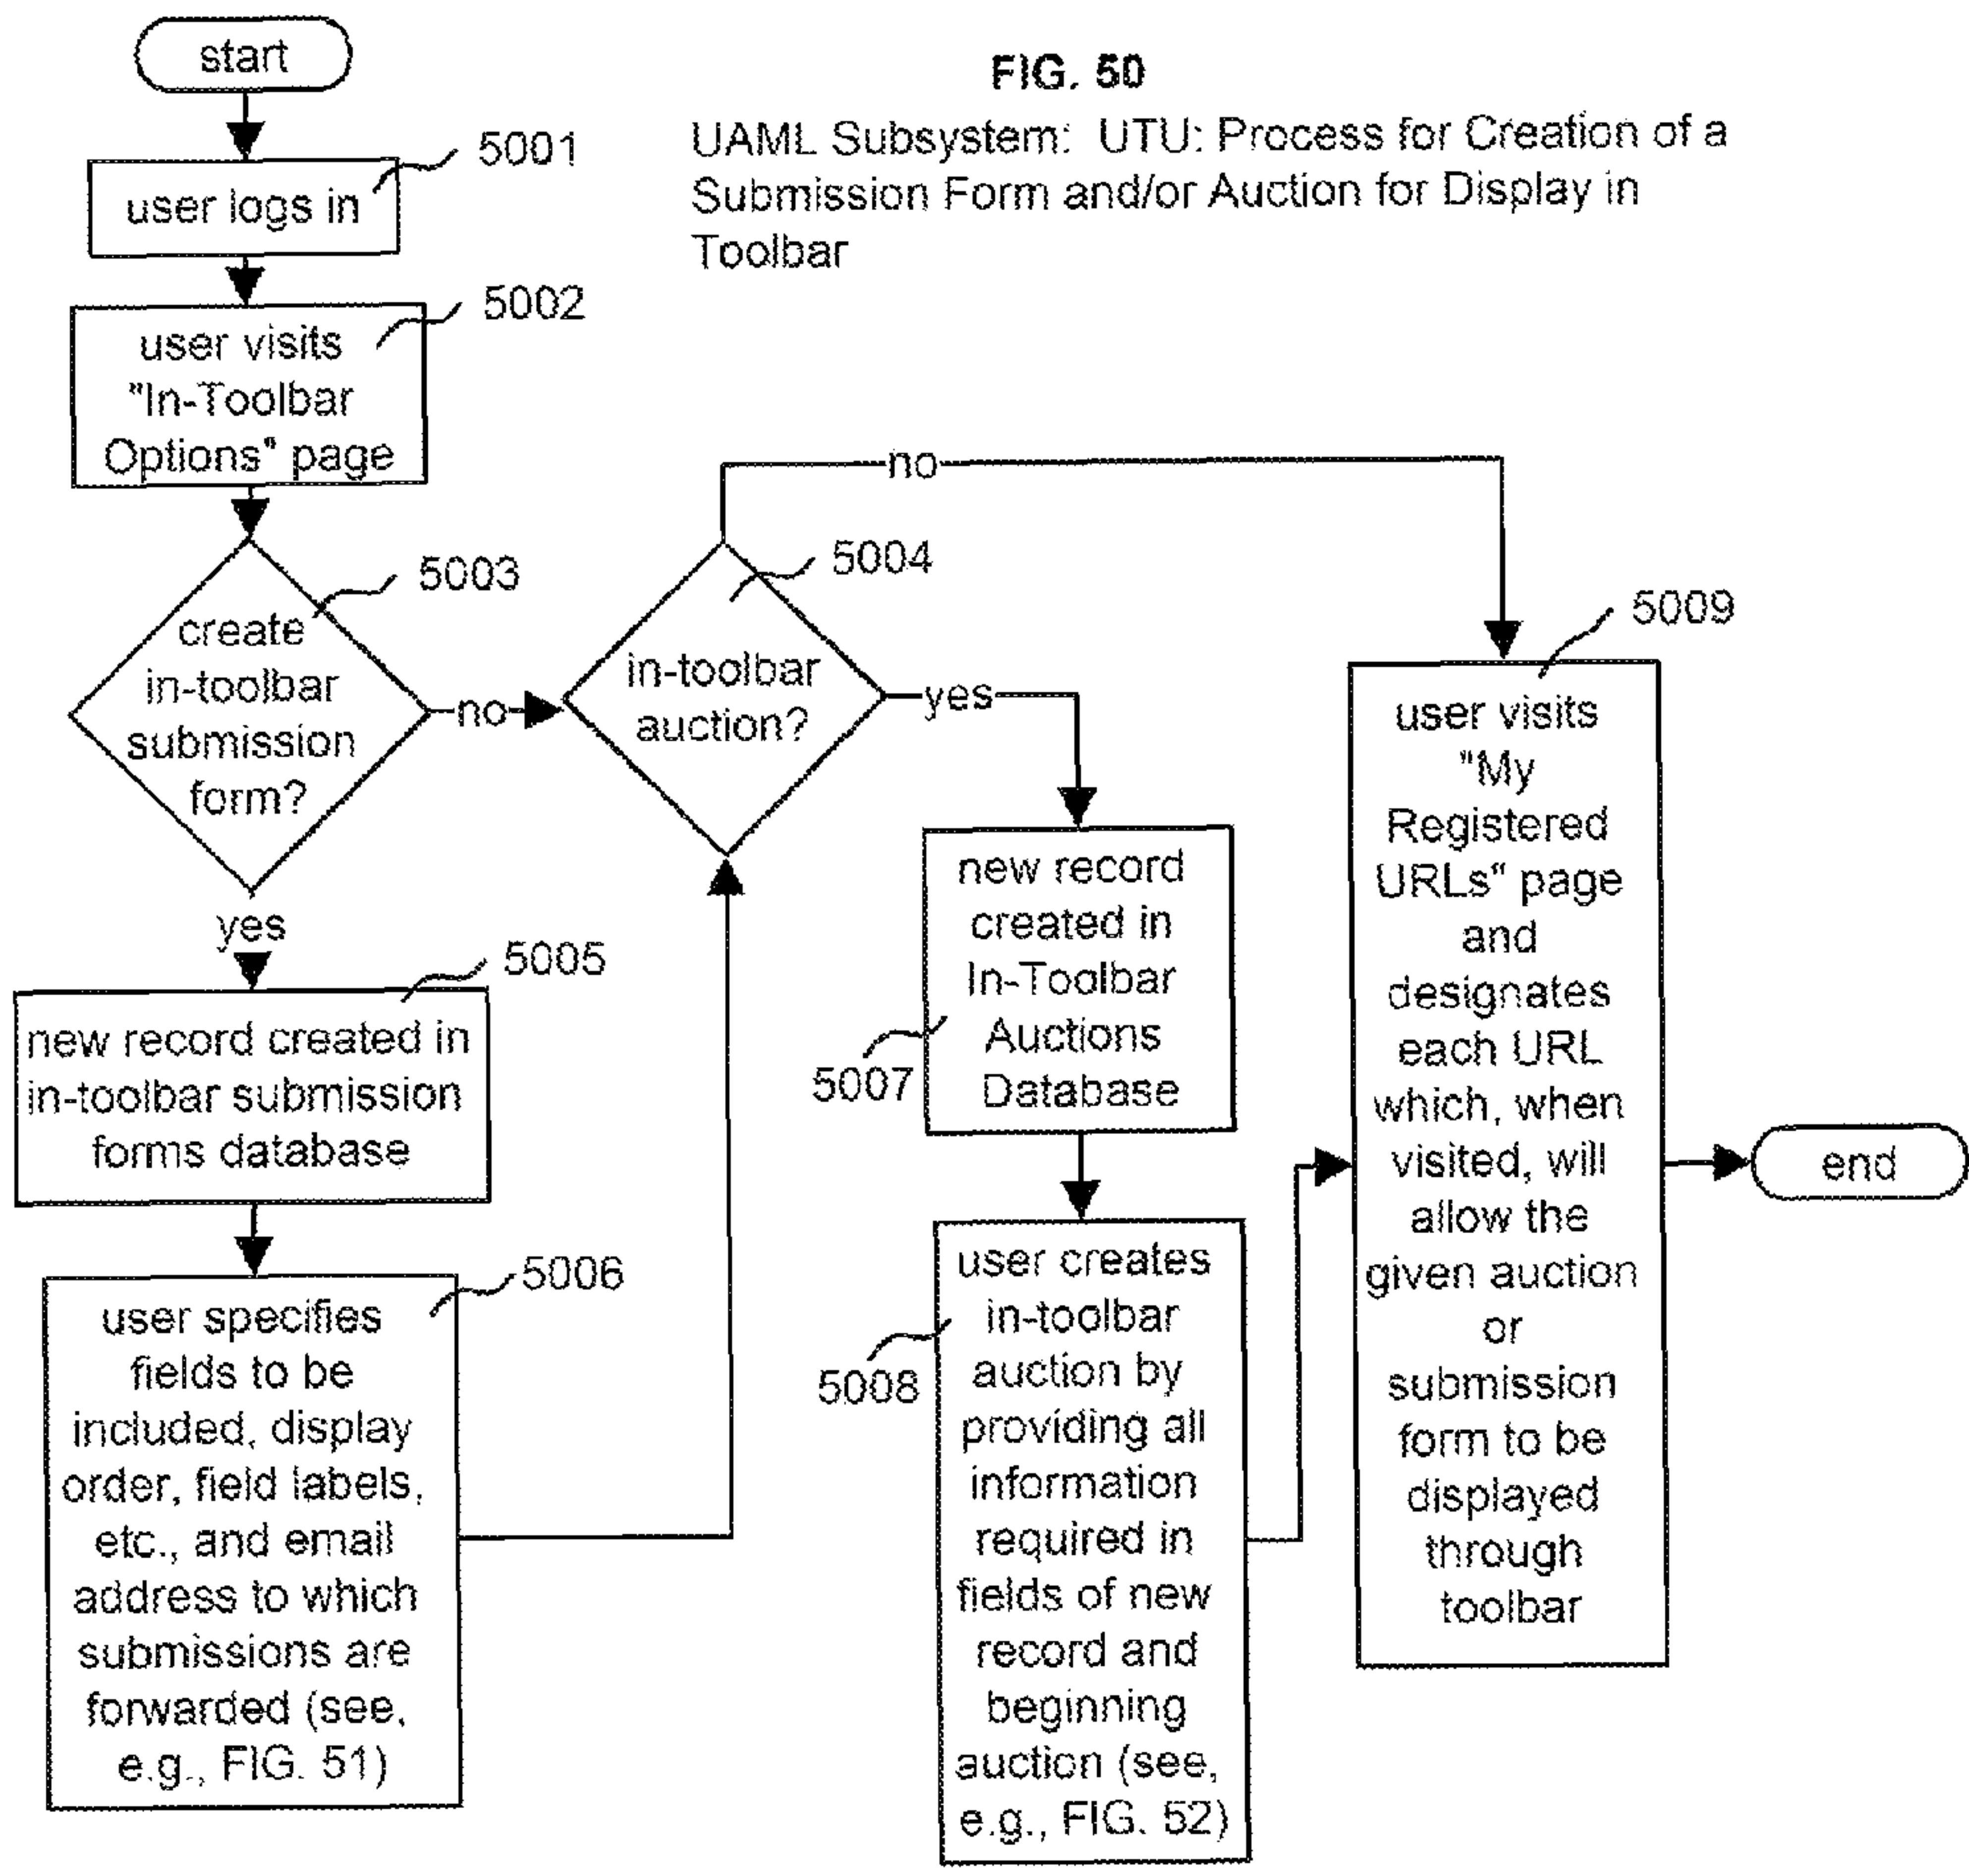 start
FIG. 50
UAML Subsystem: UTU: Process for Creation of a
Submission Form and/or Auction for Display in
Toolbar
5001
user logs in
5002
user visits
"In-Toolbar
Options" page
5003
create
in-toolbar
submission
form?
no
yes
5004
in-toolbar
auction?
no
yes
5005
new record created in
in-toolbar submission
forms database
5006
user specifies
fields to be
included, display
order, field labels,
etc., and email
address to which
submissions are
forwarded (see,
e.g., FIG. 51)
5007
new record
created in
In-Toolbar
Auctions
Database
5008
user creates
in-toolbar
auction by
providing all
information
required in
fields of new
record and
beginning
auction (see,
e.g., FIG. 52)
5009
user visits
"My
Registered
URLs" page
and
designates
each URL
which, when
visited, will
allow the
given auction
or
submission
form to be
displayed
through
toolbar
end